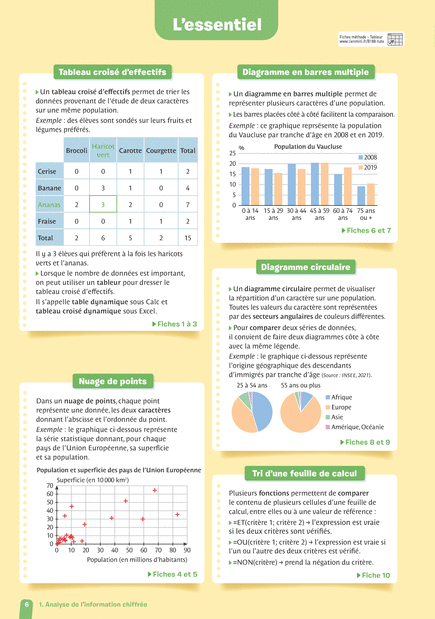 L'essentiel
Fiches méthode – Tableur
Tableau croisé d'effectifs
Un tableau croisé d'effectifs permet de trier les
données provenant de l'étude de deux caractères
sur une même population.
Exemple : des élèves sont sondés sur leurs fruits et
légumes préférés.
Brocoli Haricot vert Carotte Courgette Total
Cerise 0 0 1 1 2
Banane 0 3 1 0 4
Ananas 2 3 2 0 7
Fraise 0 0 1 1 2
Total 2 6 5 2 15
Il y a 3 élèves qui préfèrent à la fois les haricots
verts et l'ananas.
Lorsque le nombre de données est important,
on peut utiliser un tableur pour dresser le
tableau croisé d'effectifs.
Il s'appelle table dynamique sous Calc et
tableau croisé dynamique sous Excel.
Fiches 1 à 3
Nuage de points
Dans un nuage de points, chaque point
représente une donnée, les deux caractères
donnant l'abscisse et l'ordonnée du point.
Exemple : le graphique ci-dessous représente
la série statistique donnant, pour chaque
pays de l'Union Européenne, sa superficie
et sa population.
Population et superficie des pays de l'Union Européenne
Superficie (en 10 000 km²)
70
60
50
40
30
20
10
0
0 10 20 30 40 50 60 70 80 90
Population (en millions d'habitants)
Fiches 4 et 5
Diagramme en barres multiple
Un diagramme en barres multiple permet de
représenter plusieurs caractères d'une population.
Les barres placées côte à côte facilitent la comparaison.
Exemple : ce graphique représente la population
du Vaucluse par tranche d'âge en 2008 et en 2019.
Population du Vaucluse
%
25
20
15
10
5
0
2008
2019
0 à 14 15 à 29 30 à 44 45 à 59 60 à 74 75 ans
ans ans ans ans ans ou +
Fiches 6 et 7
Diagramme circulaire
Un diagramme circulaire permet de visualiser
la répartition d'un caractère sur une population.
Toutes les valeurs du caractère sont représentées
par des secteurs angulaires de couleurs différentes.
Pour comparer deux séries de données,
il convient de faire deux diagrammes côte à côte
avec la même légende.
Exemple : le graphique ci-dessous représente
l'origine géographique des descendants
d'immigrés par tranche d'âge (Source : INSEE, 2021).
25 à 54 ans 55 ans ou plus
Afrique
Europe
Asie
Amérique, Océanie
Fiches 8 et 9
Tri d'une feuille de calcul
Plusieurs fonctions permettent de comparer
le contenu de plusieurs cellules d'une feuille de
calcul, entre elles ou à une valeur de référence :
=ET(critère 1; critère 2) → l'expression est vraie
si les deux critères sont vérifiés.
=OU(critère 1; critère 2) → l'expression est vraie si
l'un ou l'autre des deux critères est vérifié.
=NON(critère) → prend la négation du critère.
Fiche 10
6 1. Analyse de l'information chiffrée